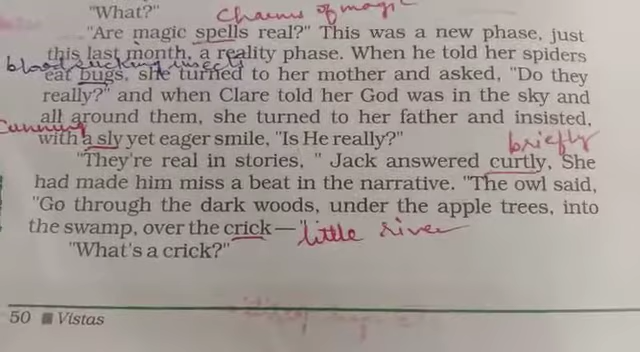 "What?"
Charms of magic
"Are magic spells real?" This was a new phase, just
this last month, a reality phase. When he told her spiders
blood sucking insects
eat bugs, she turned to her mother and asked, "Do they
really?" and when Clare told her God was in the sky and
all around them, she turned to her father and insisted,
Cunning
with a sly yet eager smile, "Is He really?"
briefly
"They're real in stories, " Jack answered curtly. She
had made him miss a beat in the narrative. "The owl said,
"Go through the dark woods, under the apple trees, into
the swamp, over the crick—" little river
"What's a crick?"
50 ■ Vistas